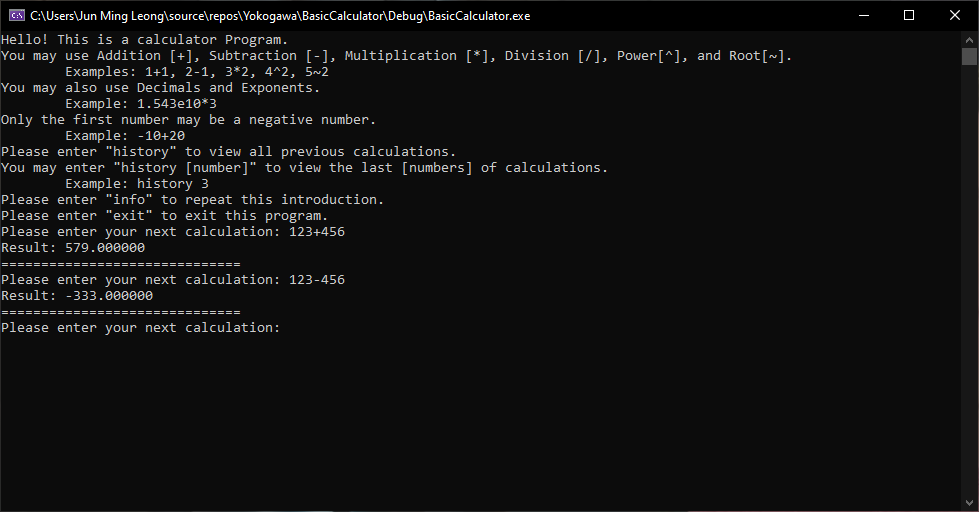 C:\Users\Jun Ming Leong\source\repos\Yokogawa\BasicCalculator\Debug\BasicCalculator.exe
Hello! This is a calculator Program.
You may use Addition [+], Subtraction [-], Multiplication [*], Division [/], Power[^], and Root[~].
Examples: 1+1, 2-1, 3*2, 4^2, 5~2
You may also use Decimals and Exponents.
Example: 1.543e10*3
Only the first number may be a negative number.
Example: -10+20
Please enter "history" to view all previous calculations.
You may enter "history [number]" to view the last [numbers] of calculations.
Example: history 3
Please enter "info" to repeat this introduction.
Please enter "exit" to exit this program.
Please enter your next calculation: 123+456
Result: 579.000000
==============================
Please enter your next calculation: 123-456
Result: -333.000000
==============================
Please enter your next calculation: